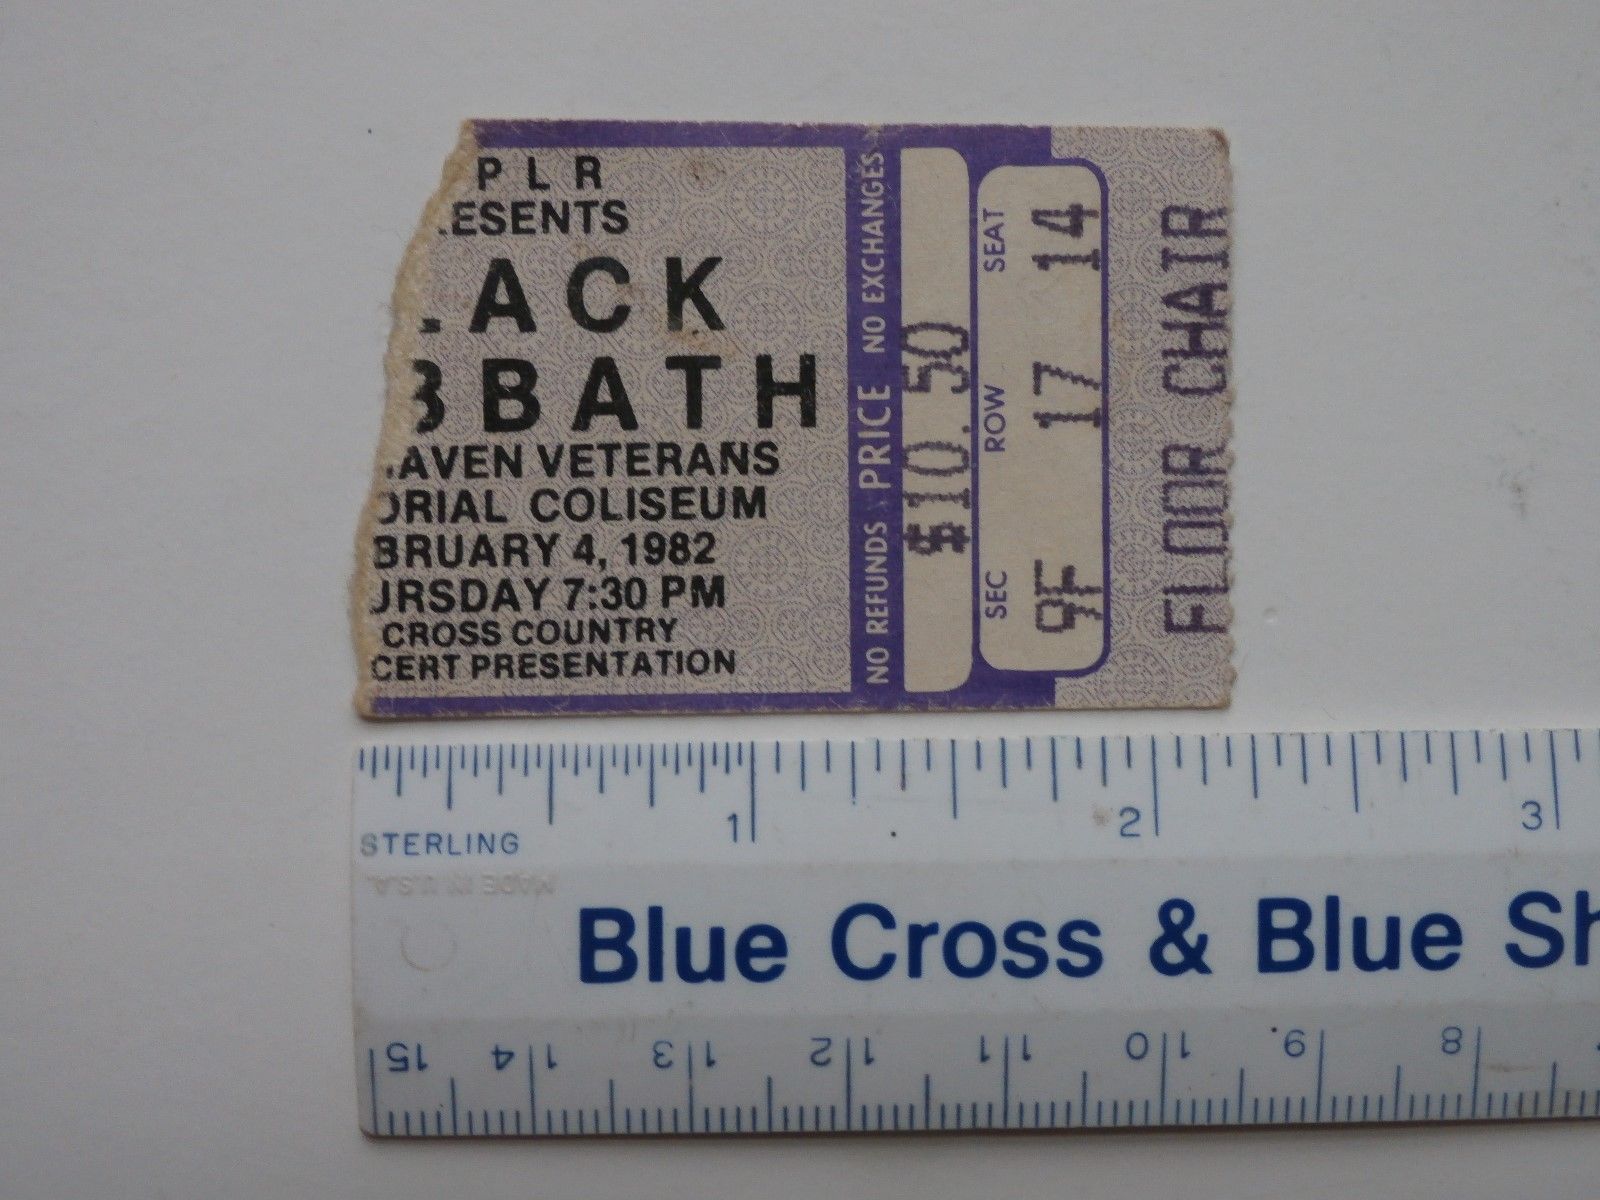 PLR
ESENTS
LACK
BBATH
HAVEN VETERANS
ORIAL COLISEUM
BRUARY 4, 1982
URSDAY 7:30 PM
CROSS COUNTRY
CERT PRESENTATION
NO REFUNDS PRICE NO EXCHANGES
$10.50
SEC ROW SEAT
9F 17 14
FLOOR CHAIR
1 2 3
STERLING
MADE IN U.S.A.
Blue Cross & Blue Sh
15 14 13 12 11 10 9 8